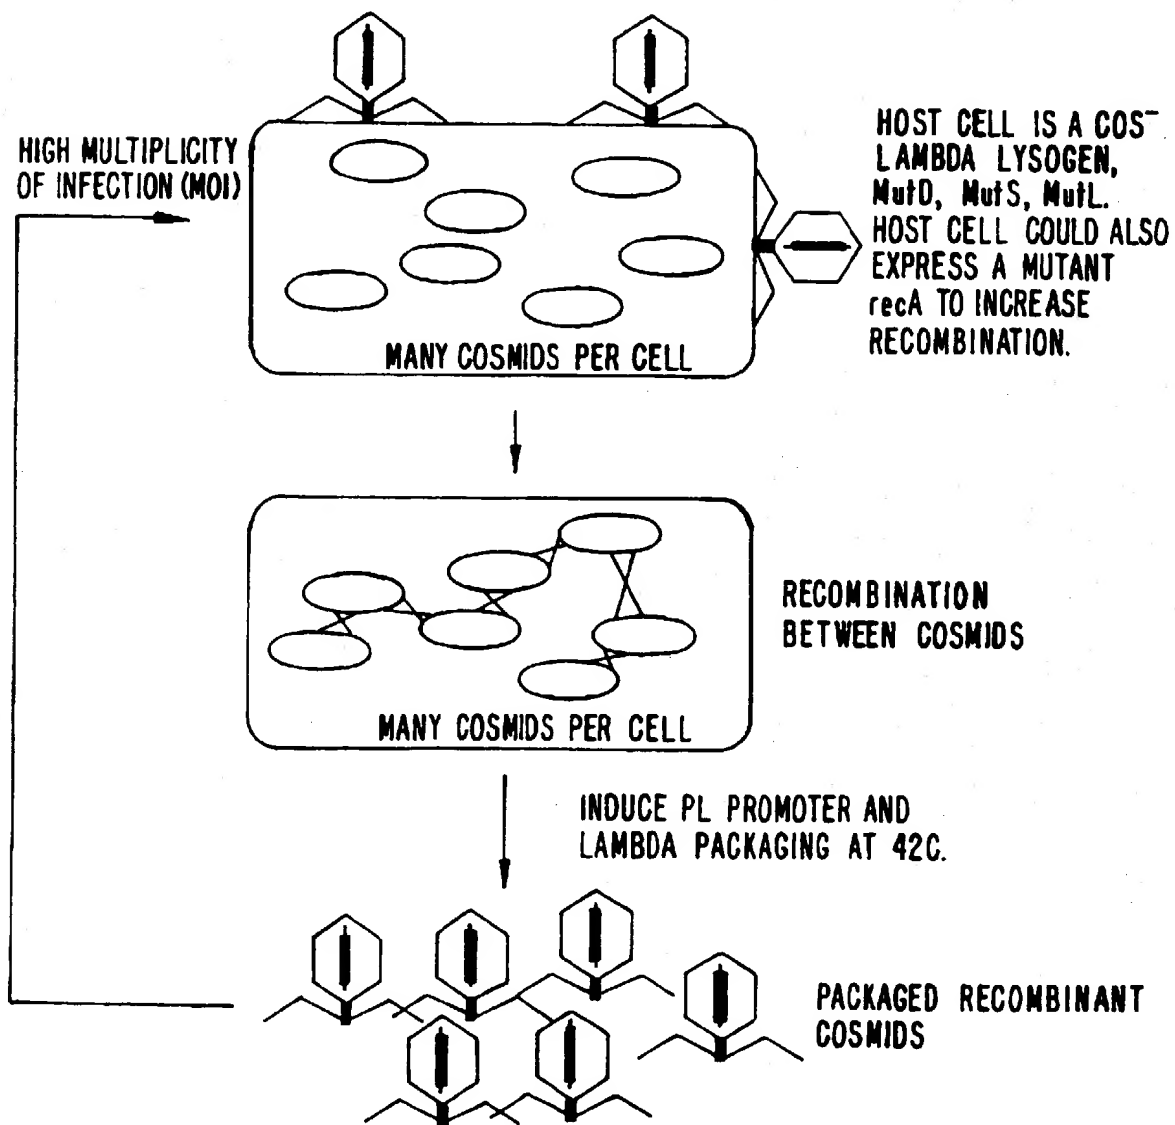 HIGH MULTIPLICITY
OF INFECTION (MOI)
HOST CELL IS A COS⁻
LAMBDA LYSOGEN,
MutD, MutS, MutL.
HOST CELL COULD ALSO
EXPRESS A MUTANT
recA TO INCREASE
RECOMBINATION.
MANY COSMIDS PER CELL
RECOMBINATION
BETWEEN COSMIDS
MANY COSMIDS PER CELL
INDUCE PL PROMOTER AND
LAMBDA PACKAGING AT 42C.
PACKAGED RECOMBINANT
COSMIDS